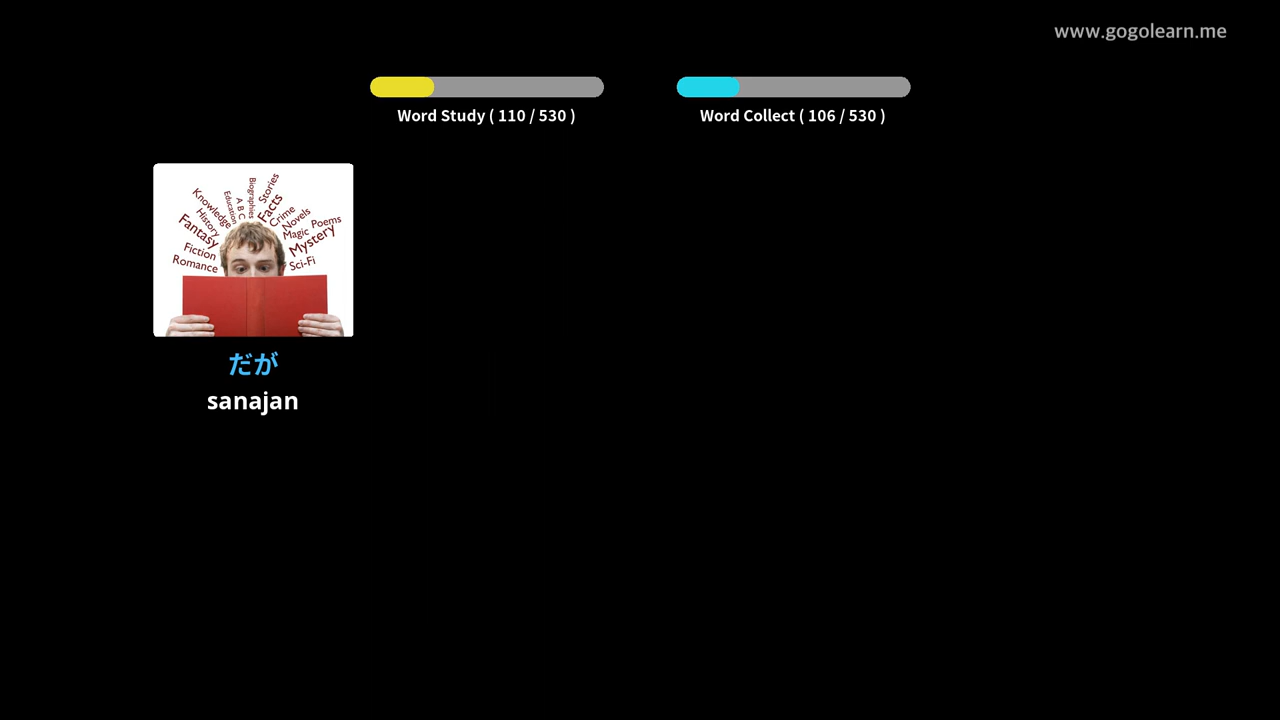 www.gogolearn.me
Word Study ( 110 / 530 )
Word Collect ( 106 / 530 )
Knowledge
History
Fantasy
Fiction
Romance
Education
A B C
Biographies
Stories
Facts
Crime
Novels
Magic
Poems
Mystery
Sci-Fi
だが
sanajan